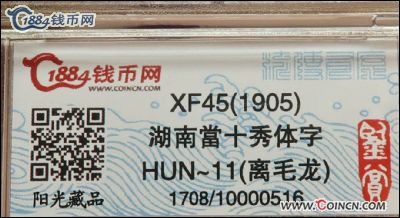 1884钱币网
1884钱币网
WWW.COINCN.COM
XF45(1905)
湖南當十秀体字
HUN~11(离毛龙)
阳光藏品
1708/10000516
鉴赏
©COINCN.COM